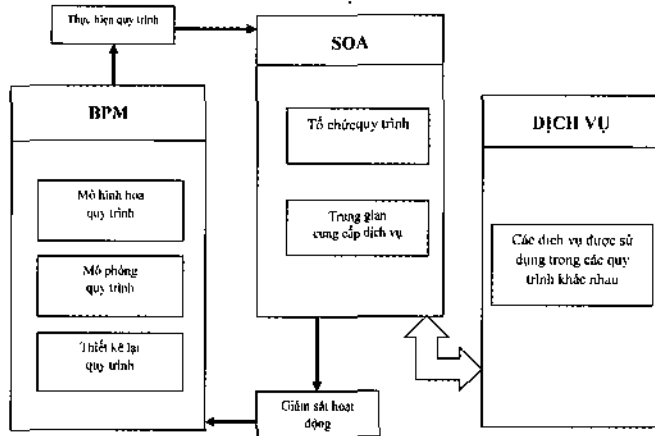 Thực hiện quy trình
SOA
BPM
Tổ chức quy trình
DỊCH VỤ
Mô hình hoa
quy trình
Trung gian
cung cấp dịch vụ
Các dịch vụ được sử
dụng trong các quy
trình khác nhau
Mô phỏng
quy trình
Thiết kế lại
quy trình
Giám sát hoạt
động